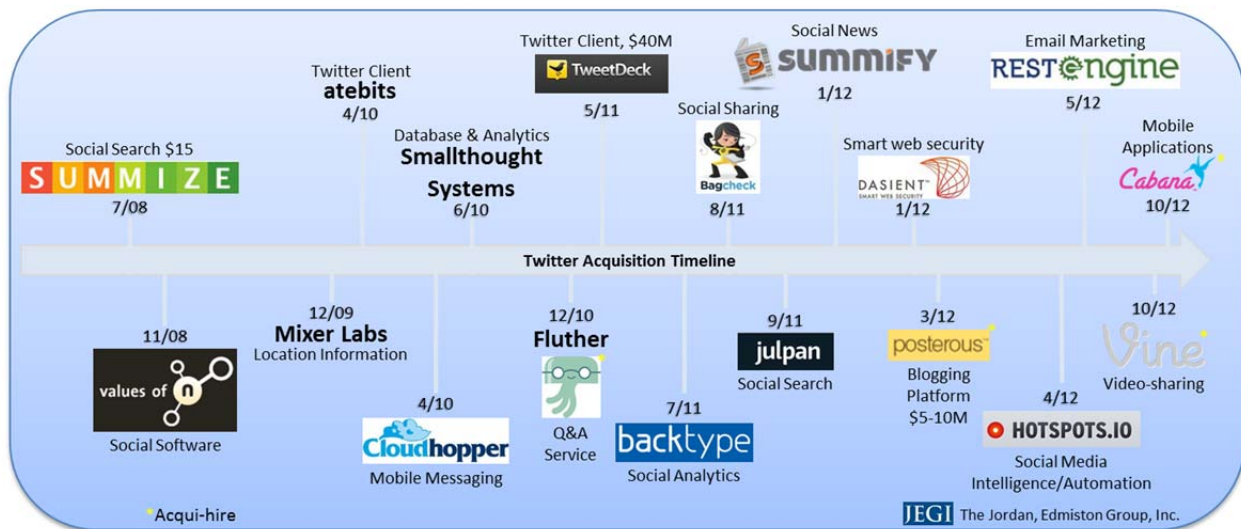 Social Search $15
SUMMIZE
7/08
Twitter Client
atebits
4/10
Database & Analytics
Smallthought
Systems
6/10
Twitter Client, $40M
TweetDeck
5/11
Social Sharing
Bagcheck
8/11
Social News
SUMMIFY
1/12
Smart web security
DASIENT™
SMART WEB SECURITY
1/12
Email Marketing
RESTengine
5/12
Mobile
Applications
Cabana
10/12
Twitter Acquisition Timeline
11/08
values of n
Social Software
12/09
Mixer Labs
Location Information
4/10
Cloudhopper
Mobile Messaging
12/10
Fluther
Q&A
Service
7/11
backtype
Social Analytics
9/11
julpan
Social Search
3/12
posterous™
Blogging
Platform
$5-10M
4/12
HOTSPOTS.IO
Social Media
Intelligence/Automation
10/12
Vine
Video-sharing
*Acqui-hire
JEGI The Jordan, Edmiston Group, Inc.